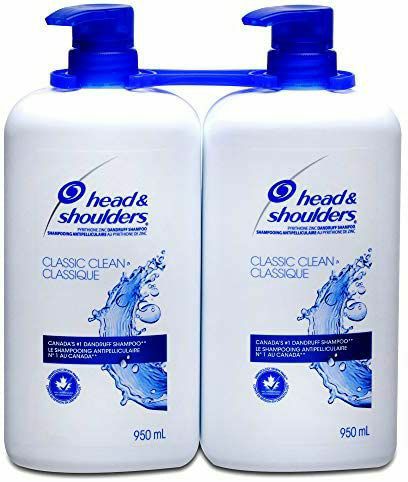 head &
shoulders
PYRITHIONE ZINC DANDRUFF SHAMPOO
SHAMPOOING ANTIPELLICULAIRE AU PYRITHIONE DE ZINC
CLASSIC CLEAN
CLASSIQUE
CANADA'S #1 DANDRUFF SHAMPOO**
LE SHAMPOOING ANTIPELLICULAIRE
N° 1 AU CANADA**
950 mL
head &
shoulders
PYRITHIONE ZINC DANDRUFF SHAMPOO
SHAMPOOING ANTIPELLICULAIRE AU PYRITHIONE DE ZINC
CLASSIC CLEAN
CLASSIQUE
CANADA'S #1 DANDRUFF SHAMPOO**
LE SHAMPOOING ANTIPELLICULAIRE
N° 1 AU CANADA**
950 mL